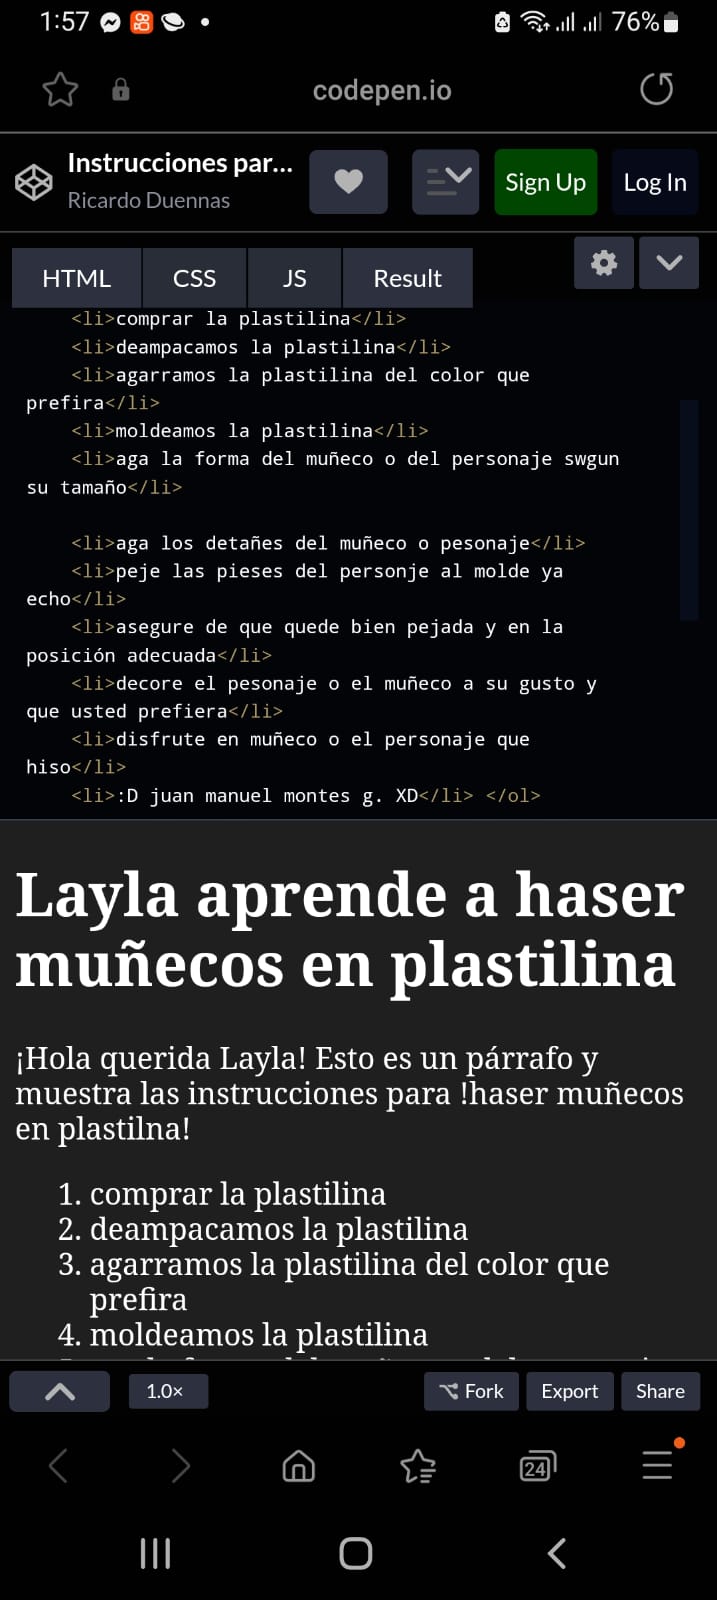 1:57
76%
codepen.io
Instrucciones par...
Ricardo Duennas
Sign Up
Log In
HTML
CSS
JS
Result
<li>comprar la plastilina</li>
<li>deampacamos la plastilina</li>
<li>agarramos la plastilina del color que
prefira</li>
<li>moldeamos la plastilina</li>
<li>aga la forma del muñeco o del personaje swgun
su tamaño</li>
<li>aga los detañes del muñeco o pesonaje</li>
<li>peje las pieses del personje al molde ya
echo</li>
<li>asegure de que quede bien pejada y en la
posición adecuada</li>
<li>decore el pesonaje o el muñeco a su gusto y
que usted prefiera</li>
<li>disfrute en muñeco o el personaje que
hiso</li>
<li>:D juan manuel montes g. XD</li> </ol>
Layla aprende a haser
muñecos en plastilina
¡Hola querida Layla! Esto es un párrafo y
muestra las instrucciones para !haser muñecos
en plastilna!
1. comprar la plastilina
2. deampacamos la plastilina
3. agarramos la plastilina del color que
prefira
4. moldeamos la plastilina
1.0×
Fork
Export
Share
24